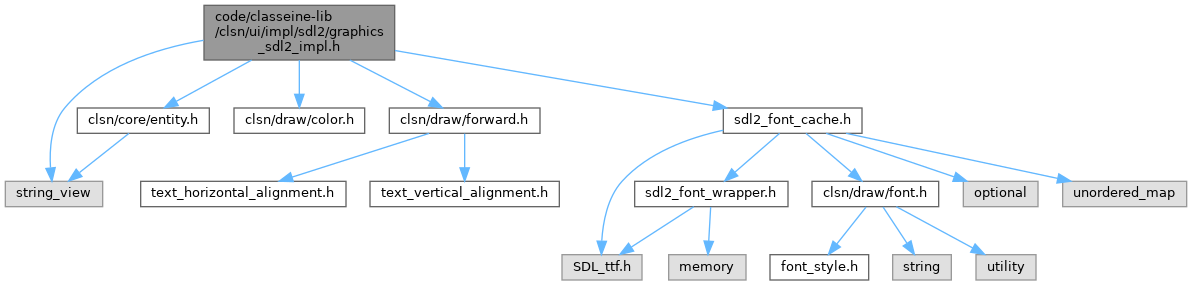 code/classeine-lib
/clsn/ui/impl/sdl2/graphics
_sdl2_impl.h
clsn/core/entity.h
clsn/draw/color.h
clsn/draw/forward.h
sdl2_font_cache.h
string_view
text_horizontal_alignment.h
text_vertical_alignment.h
sdl2_font_wrapper.h
clsn/draw/font.h
optional
unordered_map
SDL_ttf.h
memory
font_style.h
string
utility